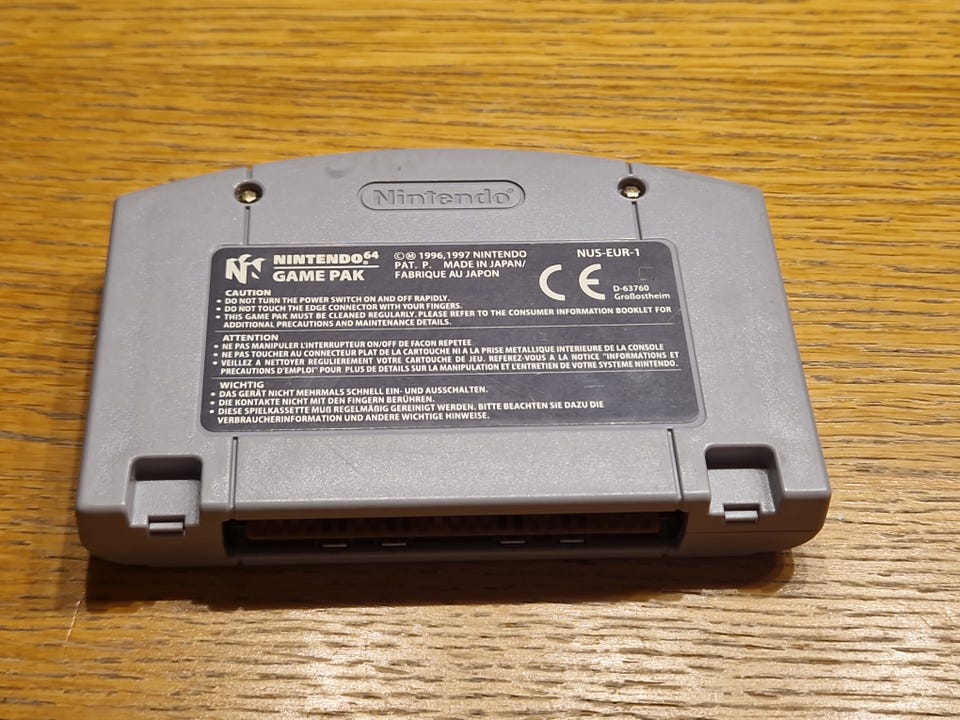 Nintendo®
NINTENDO 64
GAME PAK
©Ⓜ 1996,1997 NINTENDO
PAT. P. MADE IN JAPAN/
FABRIQUE AU JAPON
NUS-EUR-1
CE
D-63760
Großostheim
CAUTION
• DO NOT TURN THE POWER SWITCH ON AND OFF RAPIDLY.
• DO NOT TOUCH THE EDGE CONNECTOR WITH YOUR FINGERS.
• THIS GAME PAK MUST BE CLEANED REGULARLY. PLEASE REFER TO THE CONSUMER INFORMATION BOOKLET FOR
ADDITIONAL PRECAUTIONS AND MAINTENANCE DETAILS.
ATTENTION
• NE PAS MANIPULER L'INTERRUPTEUR ON/OFF DE FACON REPETEE
• NE PAS TOUCHER AU CONNECTEUR PLAT DE LA CARTOUCHE NI A LA PRISE METALLIQUE INTERIEURE DE LA CONSOLE
• VEILLEZ A NETTOYER REGULIEREMENT VOTRE CARTOUCHE DE JEU. REFEREZ-VOUS A LA NOTICE "INFORMATIONS ET
PRECAUTIONS D'EMPLOI" POUR PLUS DE DETAILS SUR LA MANIPULATION ET L'ENTRETIEN DE VOTRE SYSTEME NINTENDO.
WICHTIG
• DAS GERÄT NICHT MEHRMALS SCHNELL EIN- UND AUSSCHALTEN.
• DIE KONTAKTE NICHT MIT DEN FINGERN BERÜHREN.
• DIESE SPIELKASSETTE MUß REGELMÄßIG GEREINIGT WERDEN. BITTE BEACHTEN SIE DAZU DIE
VERBRAUCHERINFORMATION UND ANDERE WICHTIGE HINWEISE.